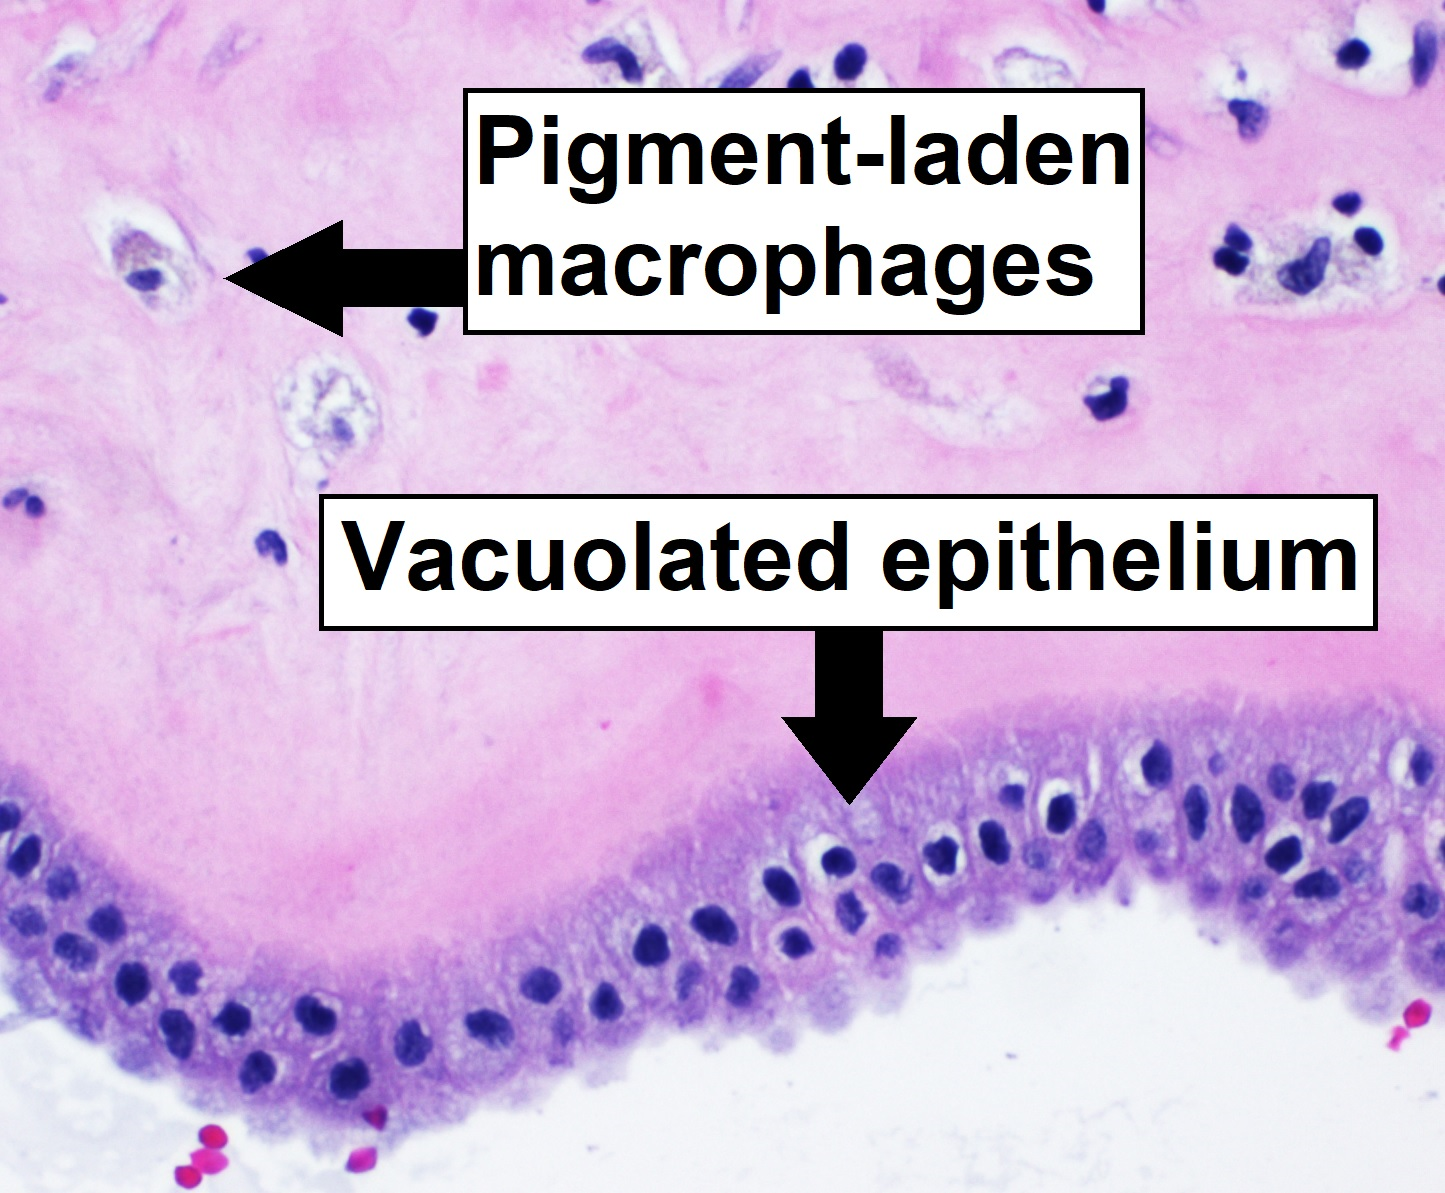 Pigment-laden
macrophages
Vacuolated epithelium